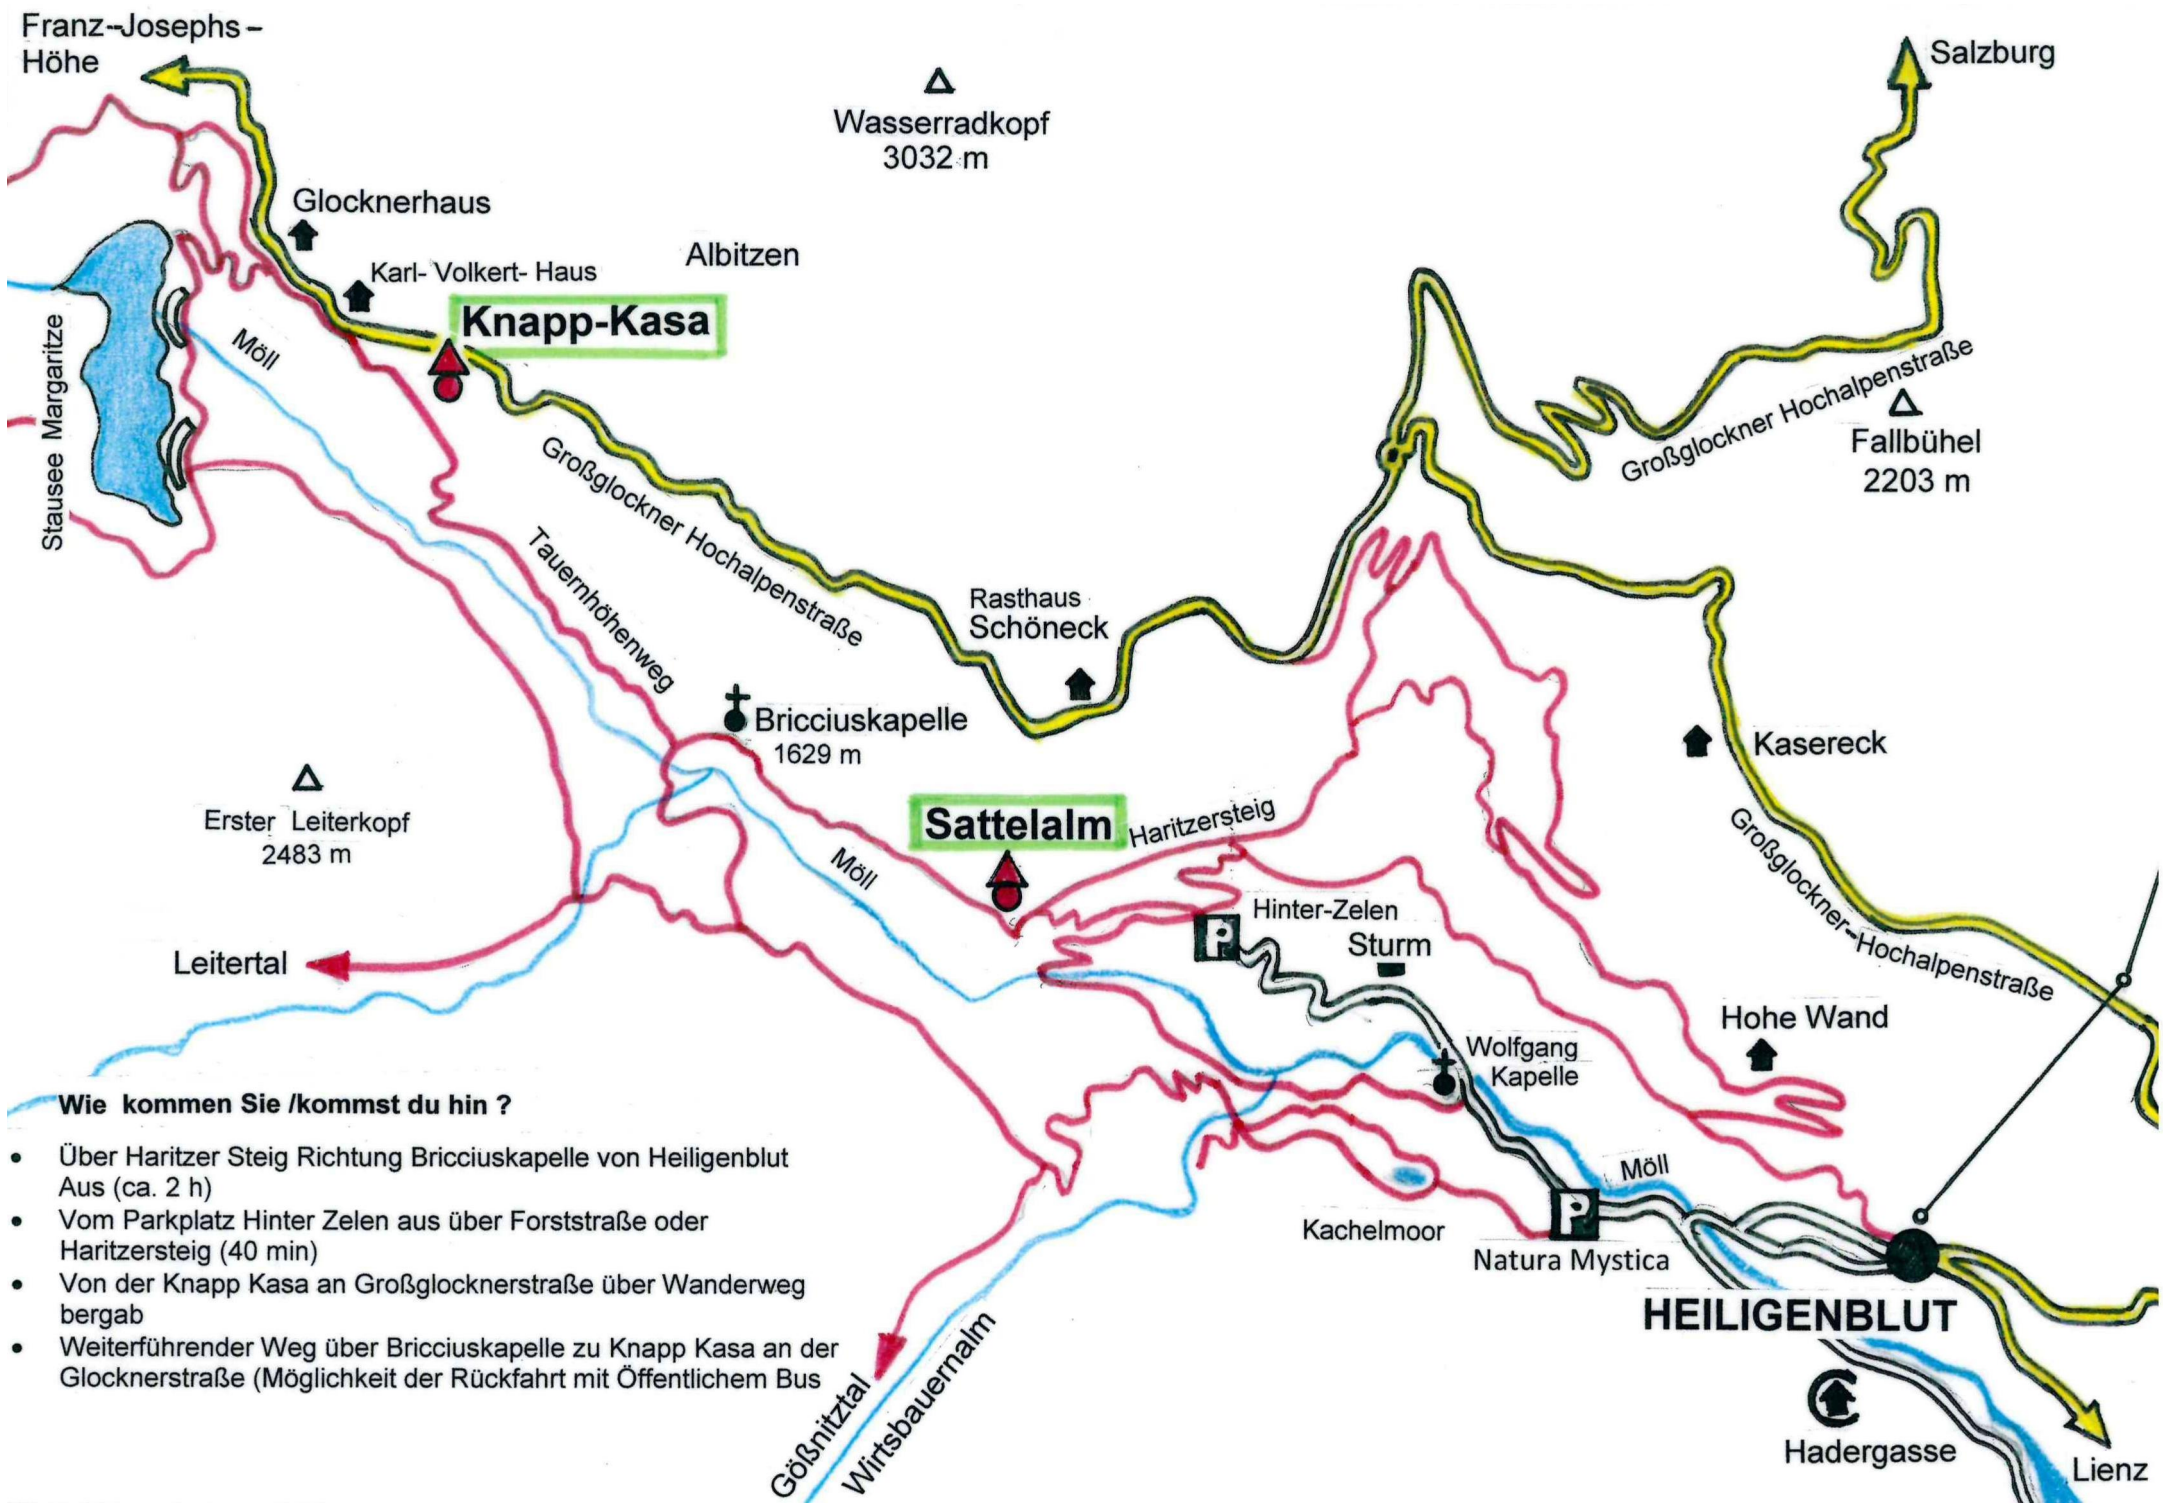 Franz--Josephs-
Höhe
Salzburg
Wasserradkopf
3032 m
Glocknerhaus
Karl- Volkert- Haus
Albitzen
Knapp-Kasa
Stausee Margaritze
Möll
Großglockner Hochalpenstraße
Fallbühel
2203 m
Großglockner Hochalpenstraße
Tauernhöhenweg
Rasthaus
Schöneck
Bricciuskapelle
1629 m
Kasereck
Erster Leiterkopf
2483 m
Sattelalm
Haritzersteig
Möll
Großglockner-Hochalpenstraße
Leitertal
P
Hinter-Zelen
Sturm
Hohe Wand
Wolfgang
Kapelle
Wie kommen Sie /kommst du hin ?
• Über Haritzer Steig Richtung Bricciuskapelle von Heiligenblut
Aus (ca. 2 h)
• Vom Parkplatz Hinter Zelen aus über Forststraße oder
Haritzersteig (40 min)
• Von der Knapp Kasa an Großglocknerstraße über Wanderweg
bergab
• Weiterführender Weg über Bricciuskapelle zu Knapp Kasa an der
Glocknerstraße (Möglichkeit der Rückfahrt mit Öffentlichem Bus
Möll
P
Kachelmoor
Natura Mystica
HEILIGENBLUT
Gößnitztal
Wirtsbauernalm
Hadergasse
Lienz